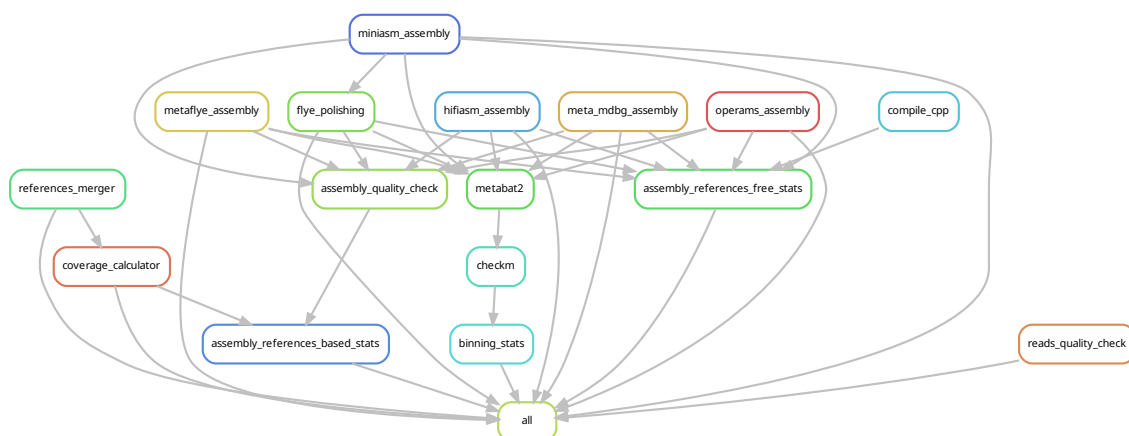 miniasm_assembly
metaflye_assembly
flye_polishing
hifiasm_assembly
meta_mdbg_assembly
operams_assembly
compile_cpp
references_merger
assembly_quality_check
metabat2
assembly_references_free_stats
coverage_calculator
checkm
assembly_references_based_stats
binning_stats
reads_quality_check
all